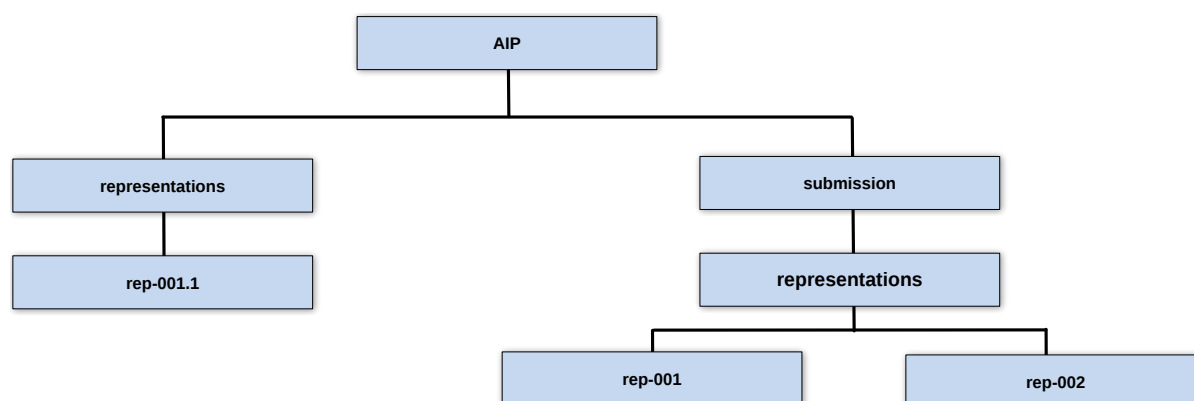 AIP
representations
submission
rep-001.1
representations
rep-001
rep-002